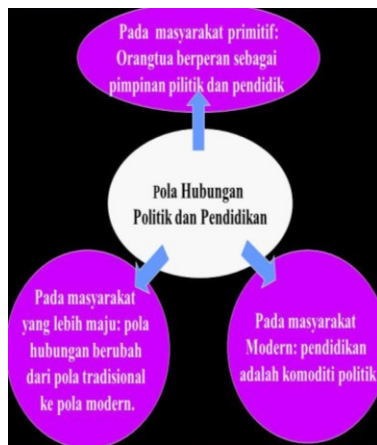 Pada masyarakat primitif:
Orangtua berperan sebagai
pimpinan pilitik dan pendidik
Pola Hubungan
Politik dan Pendidikan
Pada masyarakat
yang lebih maju: pola
hubungan berubah
dari pola tradisional
ke pola modern.
Pada masyarakat
Modern: pendidikan
adalah komoditi politik